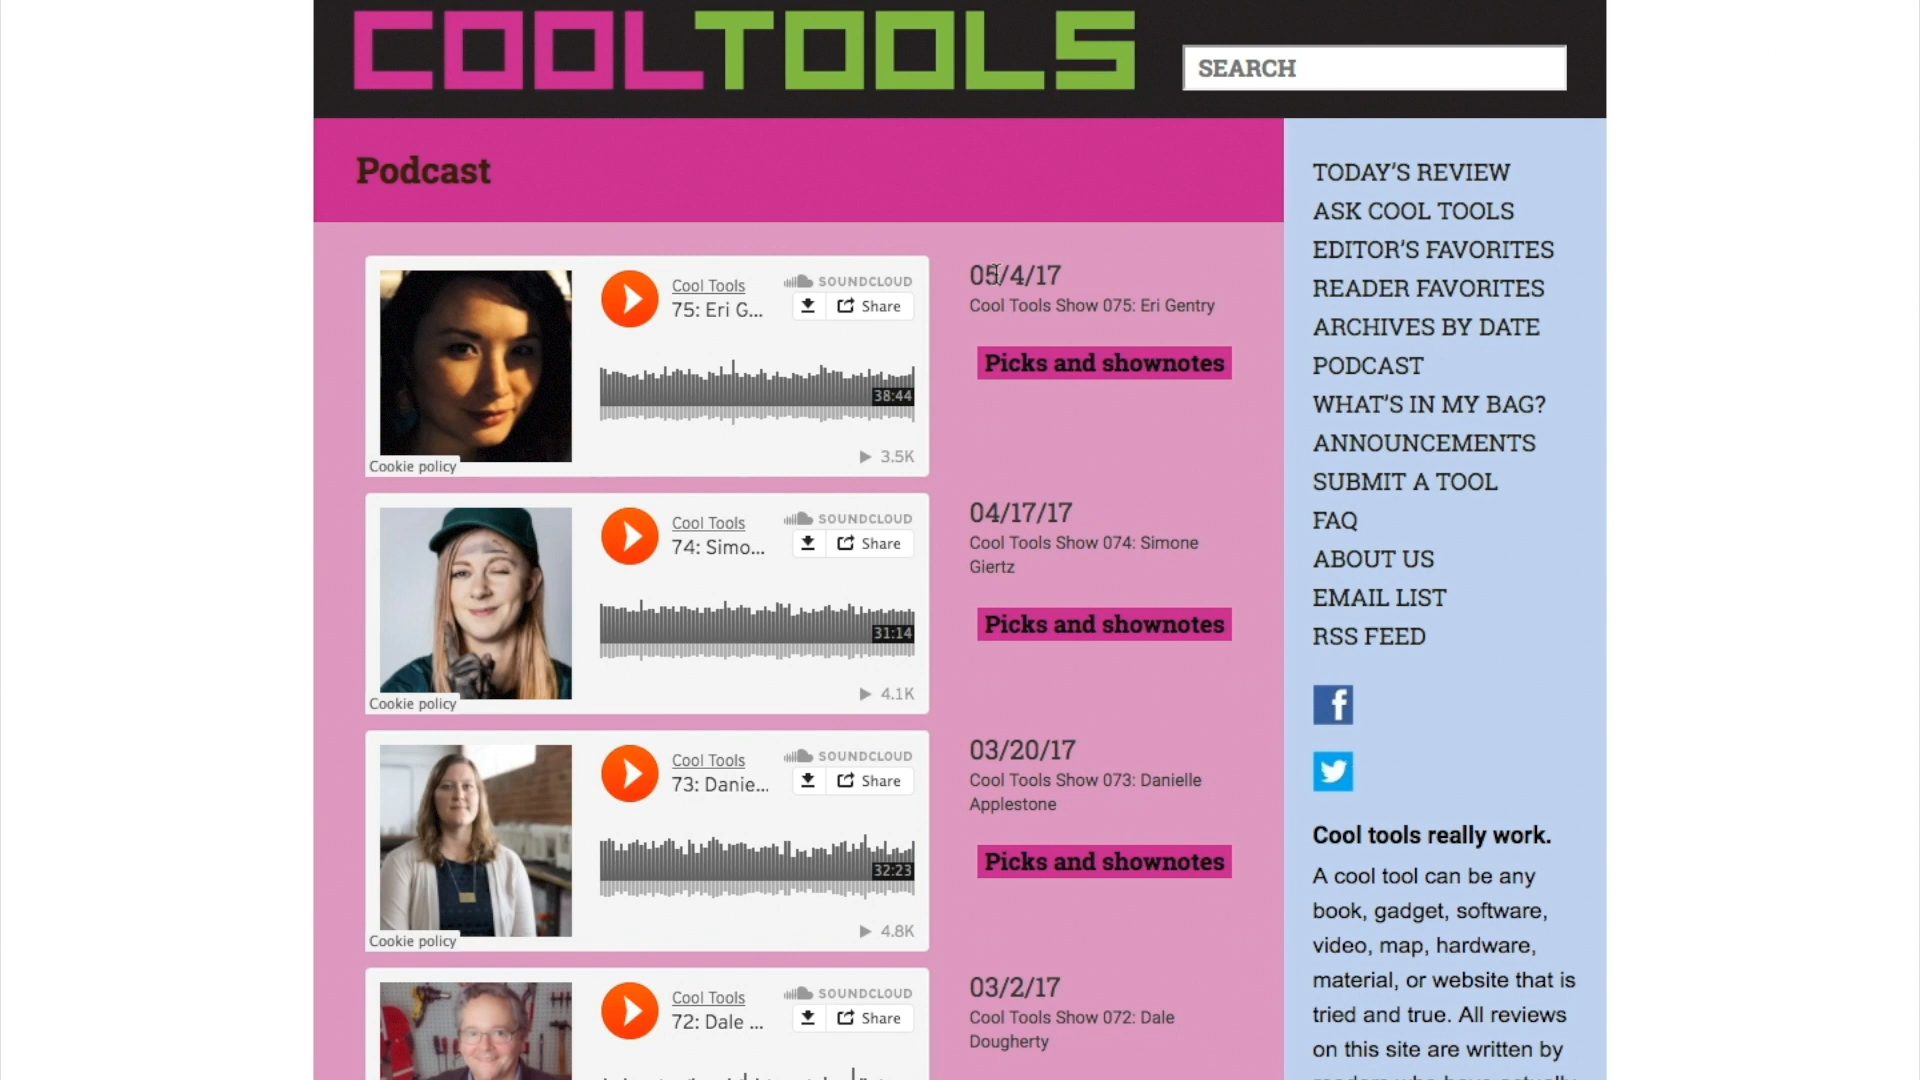 COOLTOOLS
SEARCH
Podcast
Cool Tools
75: Eri G...
SOUNDCLOUD
Share
38:44
3.5K
Cookie policy
05/4/17
Cool Tools Show 075: Eri Gentry
Picks and shownotes
Cool Tools
74: Simo...
SOUNDCLOUD
Share
31:14
4.1K
Cookie policy
04/17/17
Cool Tools Show 074: Simone
Giertz
Picks and shownotes
Cool Tools
73: Danie...
SOUNDCLOUD
Share
32:23
4.8K
Cookie policy
03/20/17
Cool Tools Show 073: Danielle
Applestone
Picks and shownotes
Cool Tools
72: Dale ...
SOUNDCLOUD
Share
03/2/17
Cool Tools Show 072: Dale
Dougherty
TODAY'S REVIEW
ASK COOL TOOLS
EDITOR'S FAVORITES
READER FAVORITES
ARCHIVES BY DATE
PODCAST
WHAT'S IN MY BAG?
ANNOUNCEMENTS
SUBMIT A TOOL
FAQ
ABOUT US
EMAIL LIST
RSS FEED
Cool tools really work.
A cool tool can be any
book, gadget, software,
video, map, hardware,
material, or website that is
tried and true. All reviews
on this site are written by